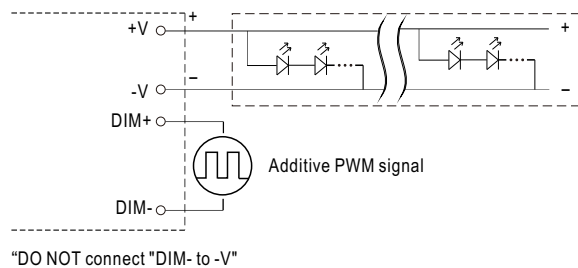 +V
+
+
-V
−
−
DIM+
Additive PWM signal
DIM-
“DO NOT connect "DIM- to -V"